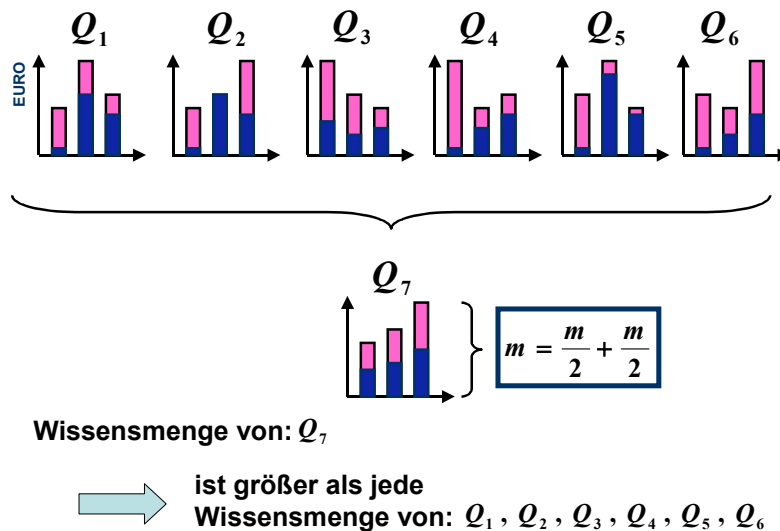 Q₁ Q₂ Q₃ Q₄ Q₅ Q₆
EURO
Q₇
m = m/2 + m/2
Wissensmenge von: Q₇
ist größer als jede
Wissensmenge von: Q₁ , Q₂ , Q₃ , Q₄ , Q₅ , Q₆